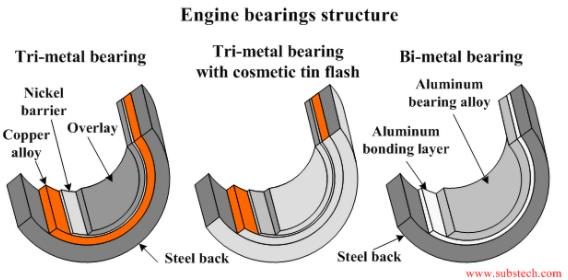 Engine bearings structure
Tri-metal bearing
Nickel
barrier
Copper
alloy
Overlay
Steel back
Tri-metal bearing
with cosmetic tin flash
Bi-metal bearing
Aluminum
bearing alloy
Aluminum
bonding layer
Steel back
www.substech.com